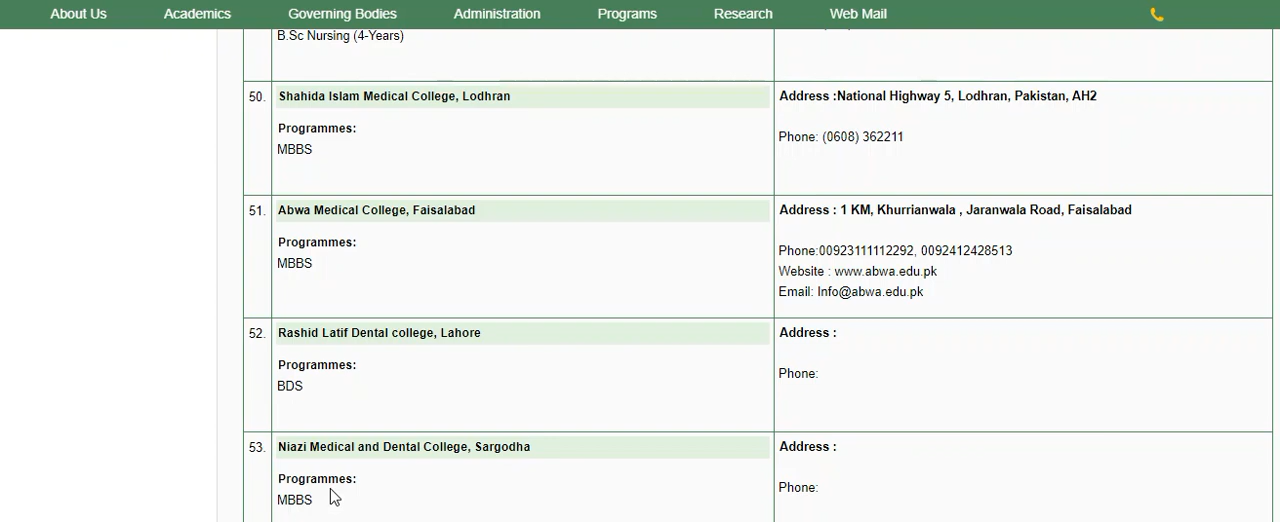 About Us Academics Governing Bodies Administration Programs Research Web Mail
B.Sc Nursing (4-Years)
50. Shahida Islam Medical College, Lodhran
Programmes:
MBBS
Address :National Highway 5, Lodhran, Pakistan, AH2
Phone: (0608) 362211
51. Abwa Medical College, Faisalabad
Programmes:
MBBS
Address : 1 KM, Khurrianwala , Jaranwala Road, Faisalabad
Phone:00923111112292, 0092412428513
Website : www.abwa.edu.pk
Email: Info@abwa.edu.pk
52. Rashid Latif Dental college, Lahore
Programmes:
BDS
Address :
Phone:
53. Niazi Medical and Dental College, Sargodha
Programmes:
MBBS
Address :
Phone: